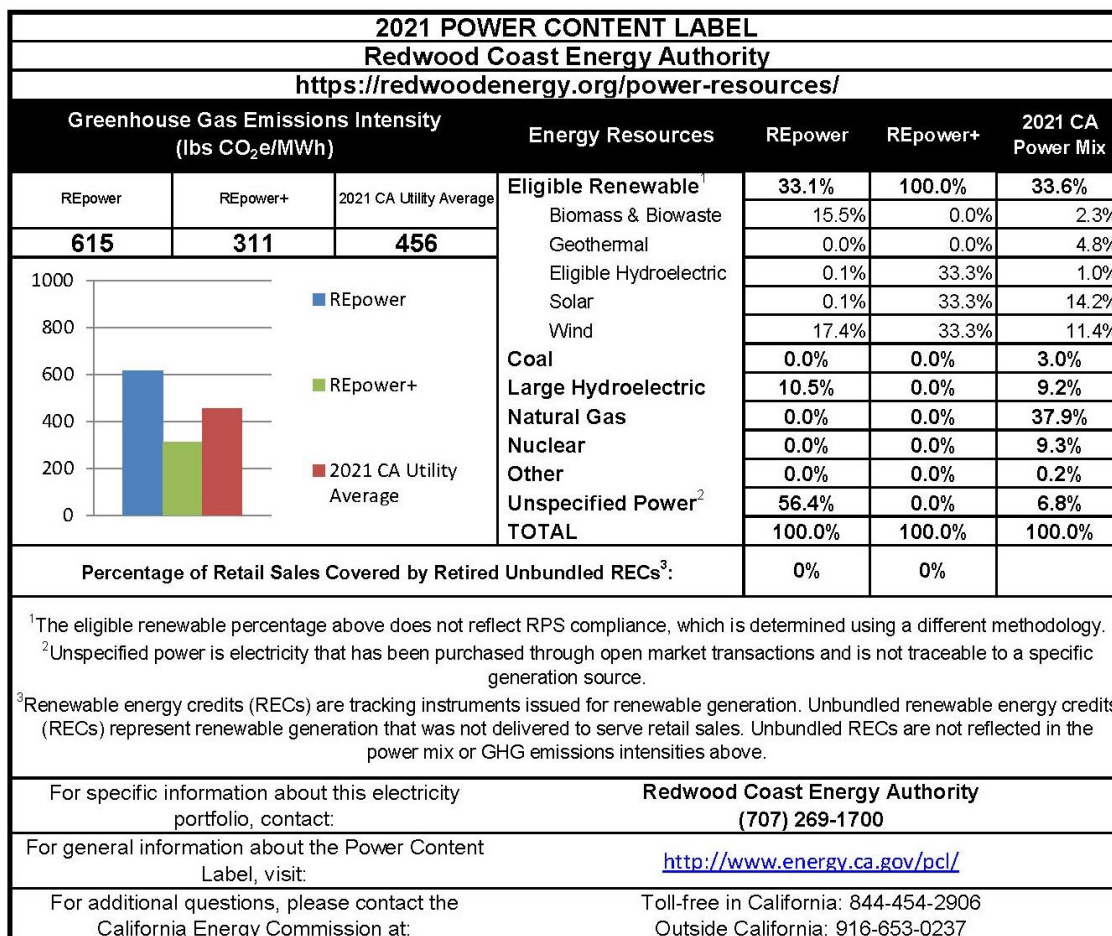 2021 POWER CONTENT LABEL
Redwood Coast Energy Authority
https://redwoodenergy.org/power-resources/
Greenhouse Gas Emissions Intensity
(lbs CO₂e/MWh)
REpower REpower+ 2021 CA Utility Average
615 311 456
1000
800
600
400
200
0
REpower
REpower+
2021 CA Utility
Average
Energy Resources REpower REpower+ 2021 CA
Power Mix
Eligible Renewable¹ 33.1% 100.0% 33.6%
Biomass & Biowaste 15.5% 0.0% 2.3%
Geothermal 0.0% 0.0% 4.8%
Eligible Hydroelectric 0.1% 33.3% 1.0%
Solar 0.1% 33.3% 14.2%
Wind 17.4% 33.3% 11.4%
Coal 0.0% 0.0% 3.0%
Large Hydroelectric 10.5% 0.0% 9.2%
Natural Gas 0.0% 0.0% 37.9%
Nuclear 0.0% 0.0% 9.3%
Other 0.0% 0.0% 0.2%
Unspecified Power² 56.4% 0.0% 6.8%
TOTAL 100.0% 100.0% 100.0%
Percentage of Retail Sales Covered by Retired Unbundled RECs³: 0% 0%
¹The eligible renewable percentage above does not reflect RPS compliance, which is determined using a different methodology.
²Unspecified power is electricity that has been purchased through open market transactions and is not traceable to a specific
generation source.
³Renewable energy credits (RECs) are tracking instruments issued for renewable generation. Unbundled renewable energy credits
(RECs) represent renewable generation that was not delivered to serve retail sales. Unbundled RECs are not reflected in the
power mix or GHG emissions intensities above.
For specific information about this electricity
portfolio, contact:
Redwood Coast Energy Authority
(707) 269-1700
For general information about the Power Content
Label, visit:
http://www.energy.ca.gov/pcl/
For additional questions, please contact the
California Energy Commission at:
Toll-free in California: 844-454-2906
Outside California: 916-653-0237